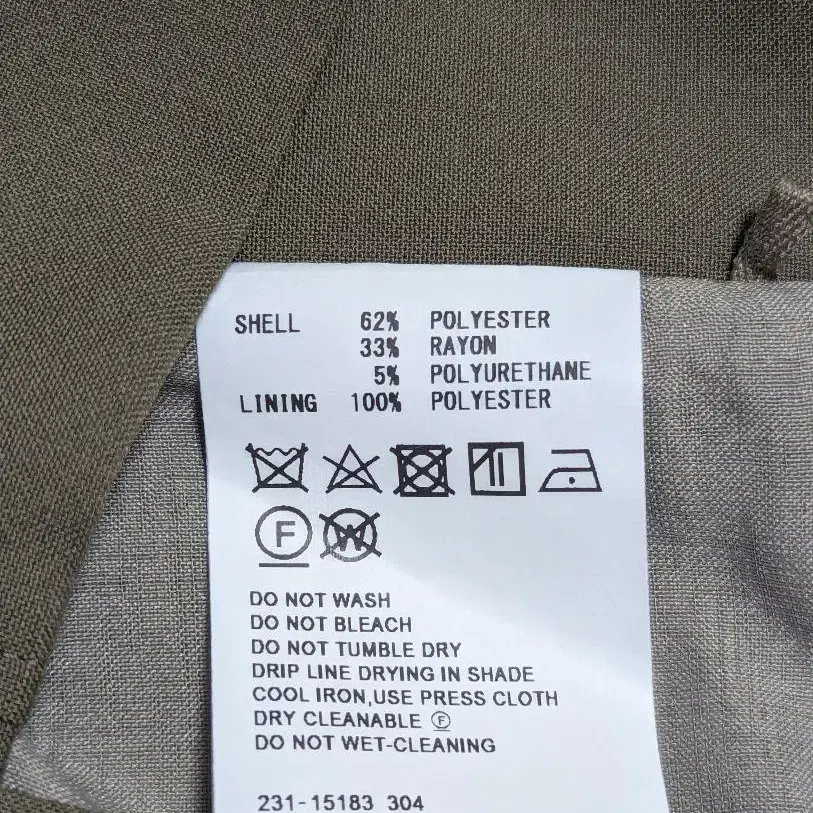 SHELL 62% POLYESTER
33% RAYON
5% POLYURETHANE
LINING 100% POLYESTER
F W
DO NOT WASH
DO NOT BLEACH
DO NOT TUMBLE DRY
DRIP LINE DRYING IN SHADE
COOL IRON,USE PRESS CLOTH
DRY CLEANABLE Ⓕ
DO NOT WET-CLEANING
231-15183 304